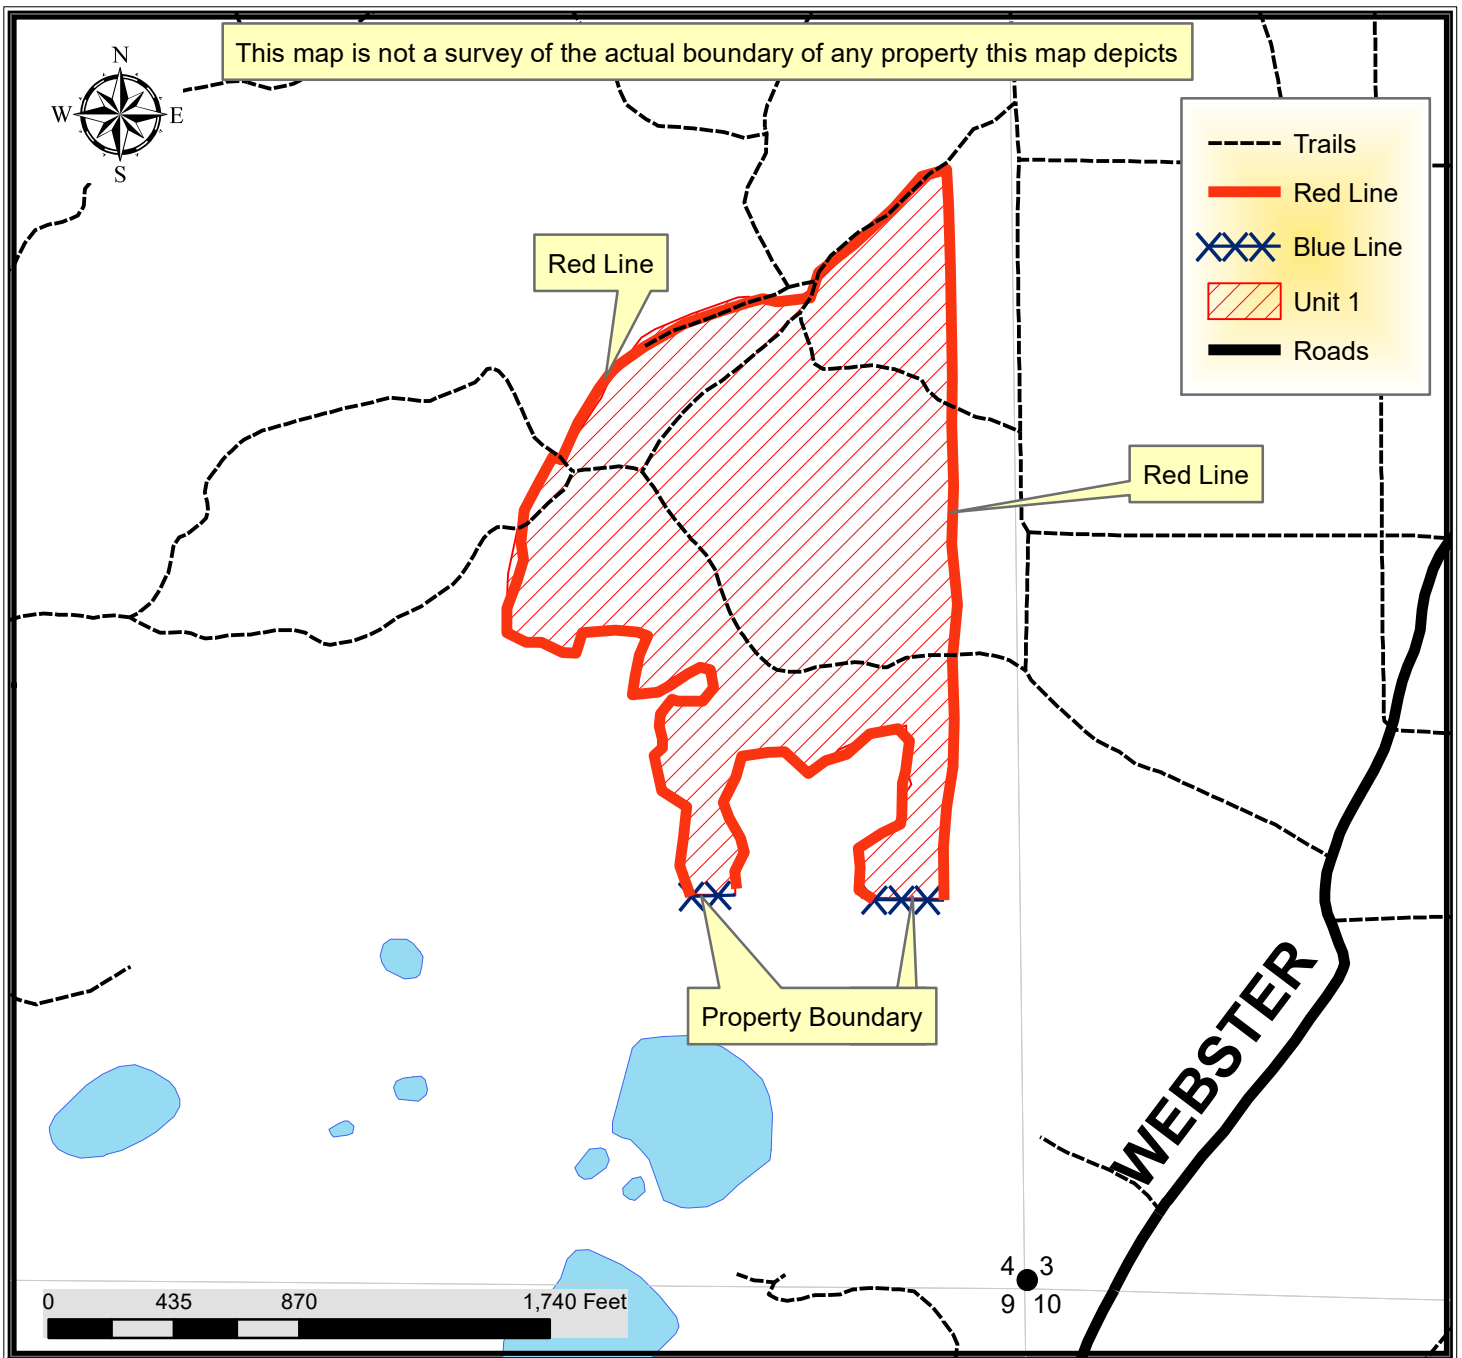 This map is not a survey of the actual boundary of any property this map depicts
N
W E
S
Trails
Red Line
Blue Line
Unit 1
Roads
Red Line
Red Line
Property Boundary
WEBSTER
4 3
9 10
0 435 870 1,740 Feet